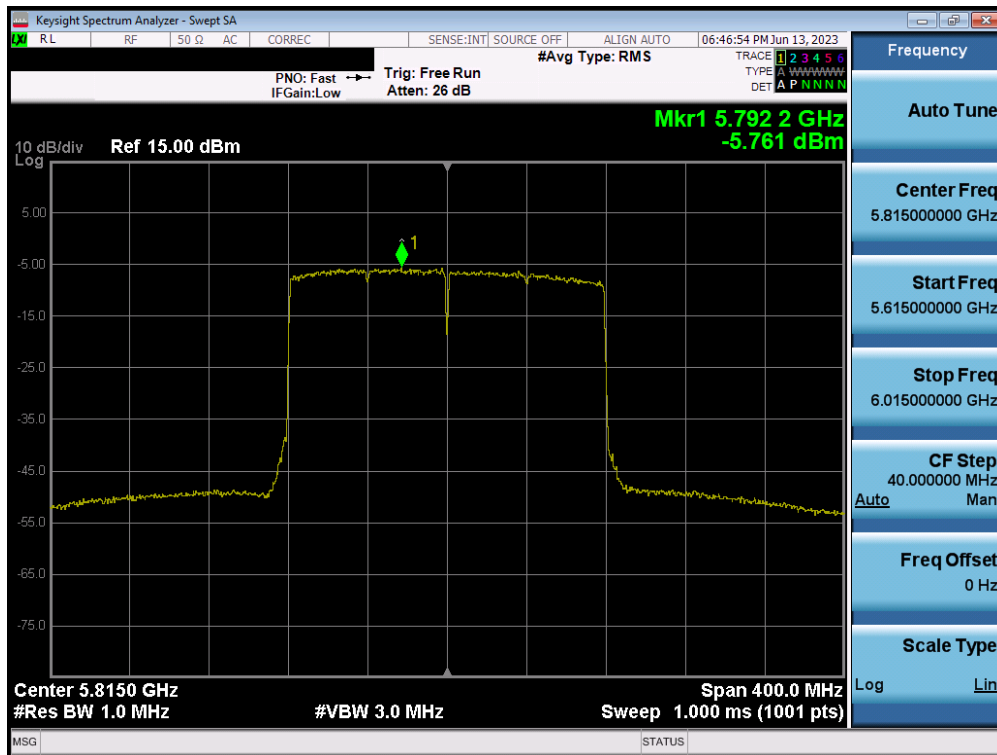 Keysight Spectrum Analyzer - Swept SA
LXI RL RF 50 Ω AC CORREC SENSE:INT SOURCE OFF ALIGN AUTO 06:46:54 PM Jun 13, 2023
#Avg Type: RMS
TRACE 1 2 3 4 5 6
PNO: Fast Trig: Free Run
TYPE A WWWWW
IFGain:Low Atten: 26 dB
DET A P N N N N
Frequency
Mkr1 5.792 2 GHz
-5.761 dBm
10 dB/div Ref 15.00 dBm
Log
5.00
-5.00
-15.0
-25.0
-35.0
-45.0
-55.0
-65.0
-75.0
1
Center 5.8150 GHz Span 400.0 MHz
#Res BW 1.0 MHz #VBW 3.0 MHz Sweep 1.000 ms (1001 pts)
MSG STATUS
Auto Tune
Center Freq
5.815000000 GHz
Start Freq
5.615000000 GHz
Stop Freq
6.015000000 GHz
CF Step
40.000000 MHz
Auto Man
Freq Offset
0 Hz
Scale Type
Log Lin